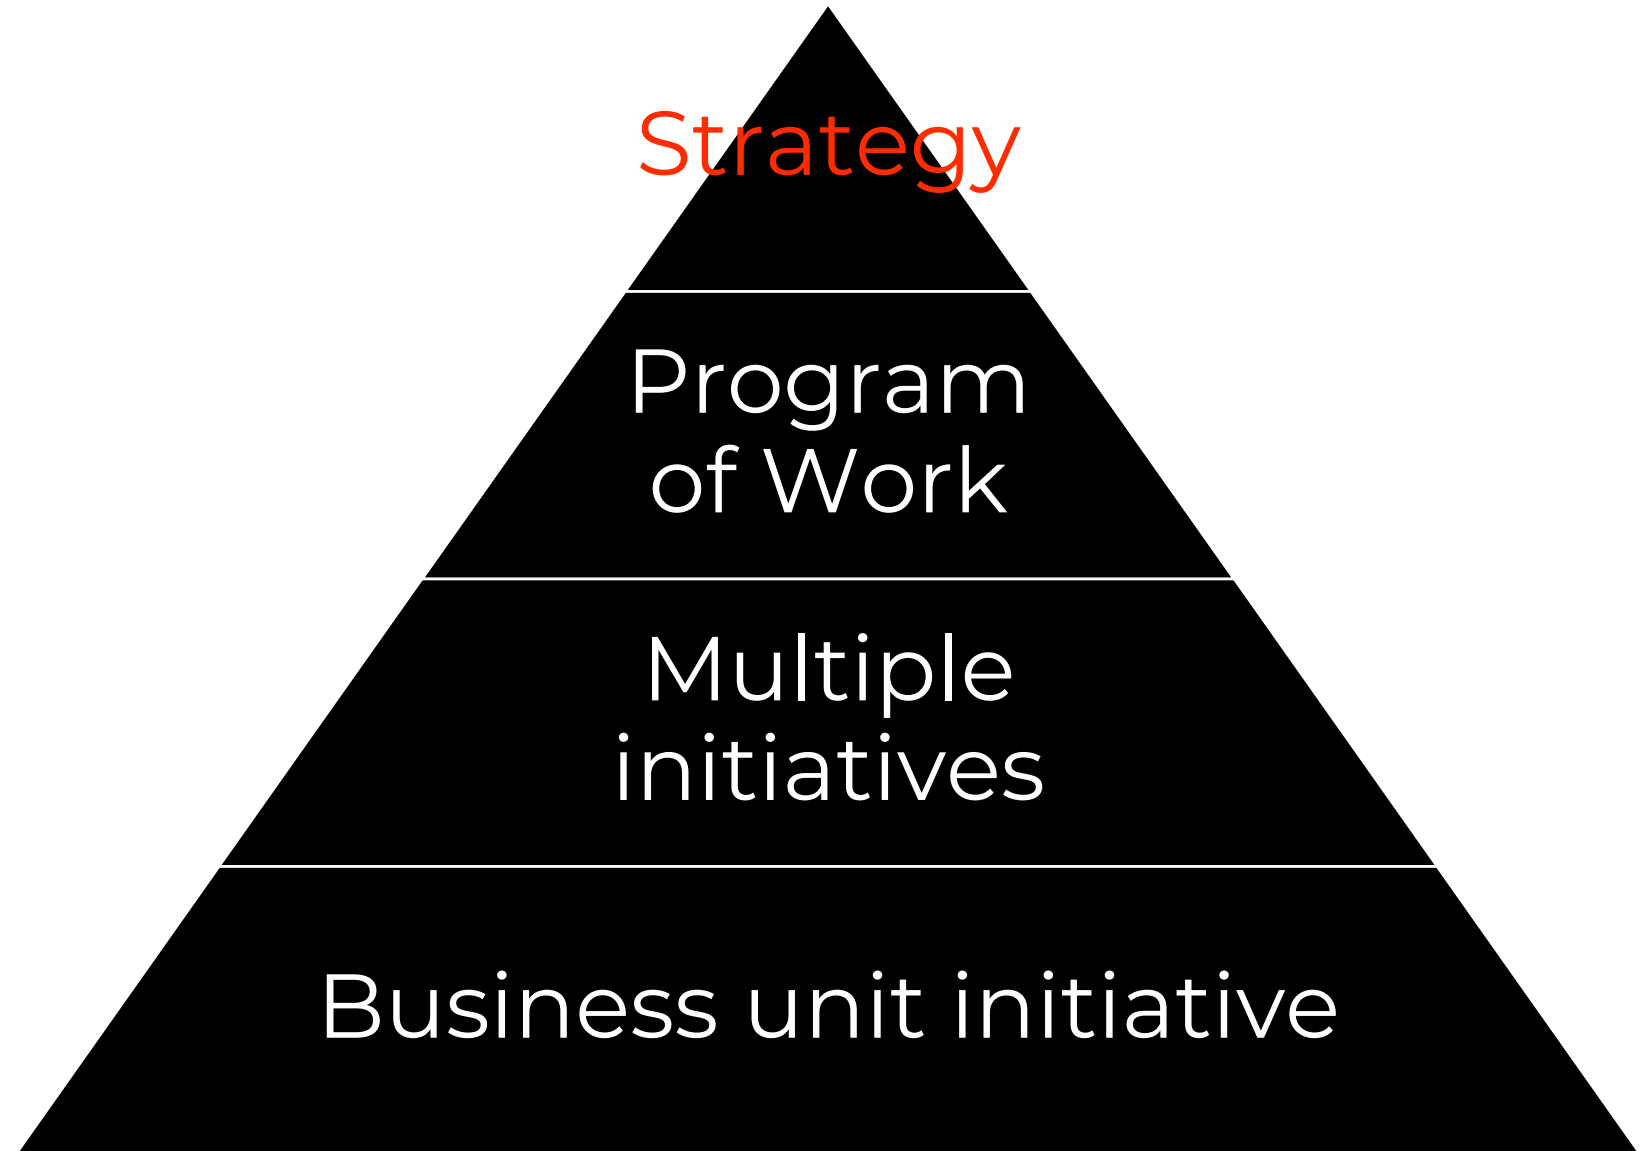 Strategy
Program
of Work
Multiple
initiatives
Business unit initiative